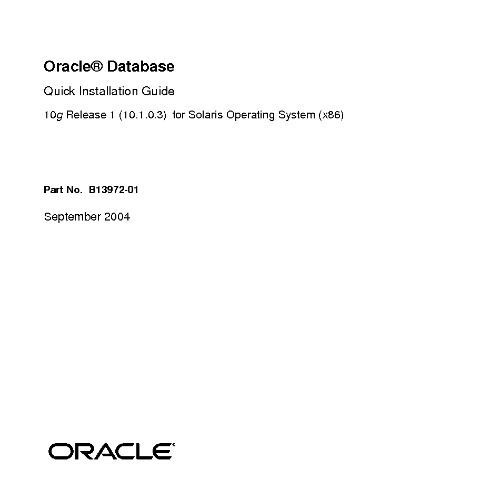 Oracle® Database
Quick Installation Guide
10g Release 1 (10.1.0.3) for Solaris Operating System (x86)
Part No. B13972-01
September 2004
ORACLE®